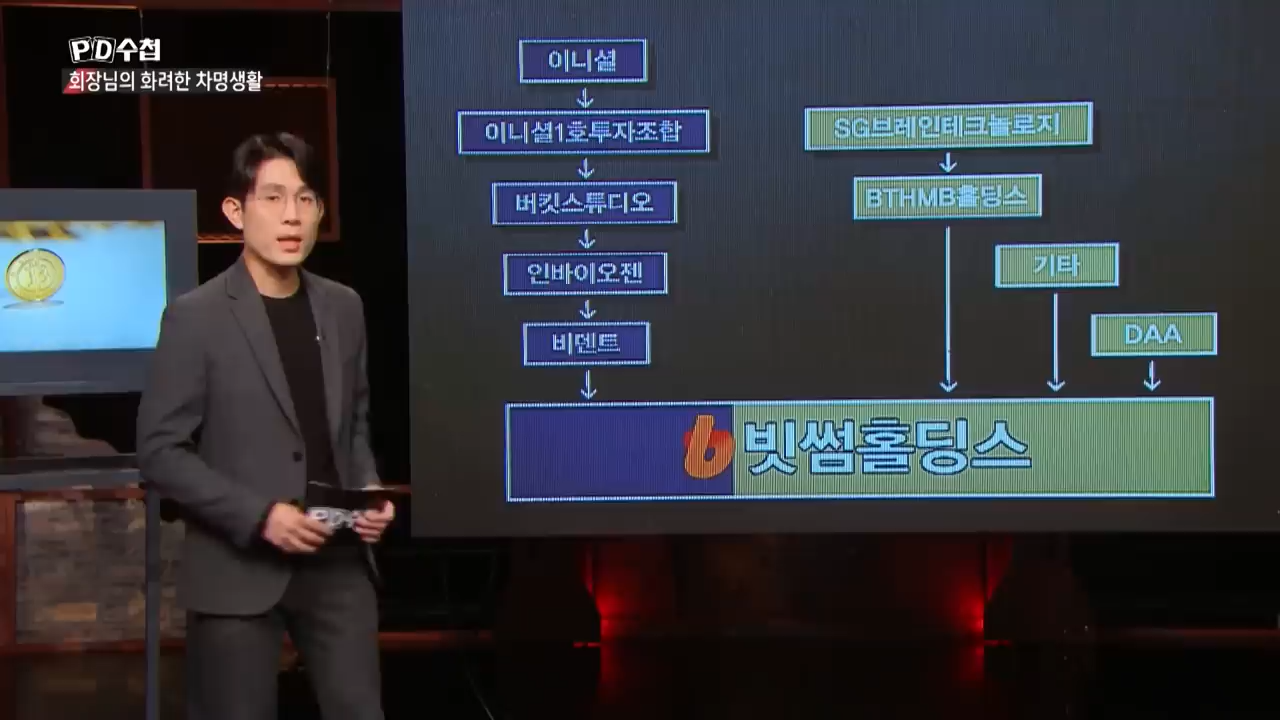 PD수첩
회장님의 화려한 차명생활
이니셜
이니셜1호투자조합
버킷스튜디오
인바이오젠
비덴트
SG브레인테크놀로지
BTHMB홀딩스
기타
DAA
b 빗썸홀딩스